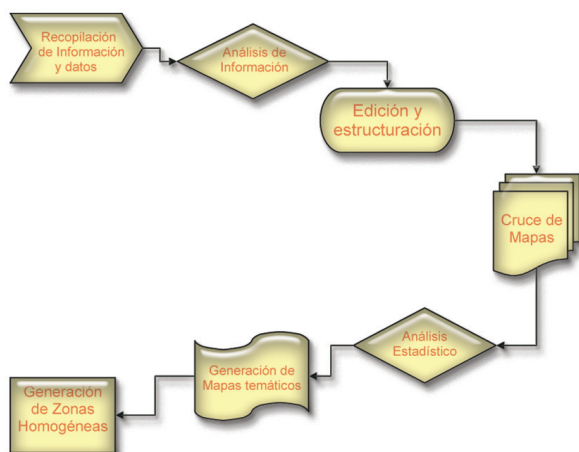 Recopilación
de Información
y datos
Análisis de
Información
Edición y
estructuración
Cruce de
Mapas
Análisis
Estadístico
Generación de
Mapas temáticos
Generación
de Zonas
Homogéneas